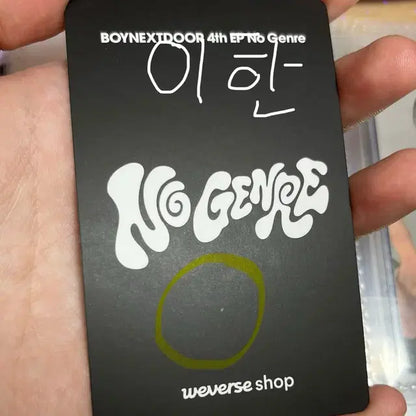 BOYNEXTDOOR 4th EP No Genre
이 한
NO GENRE
weverse shop